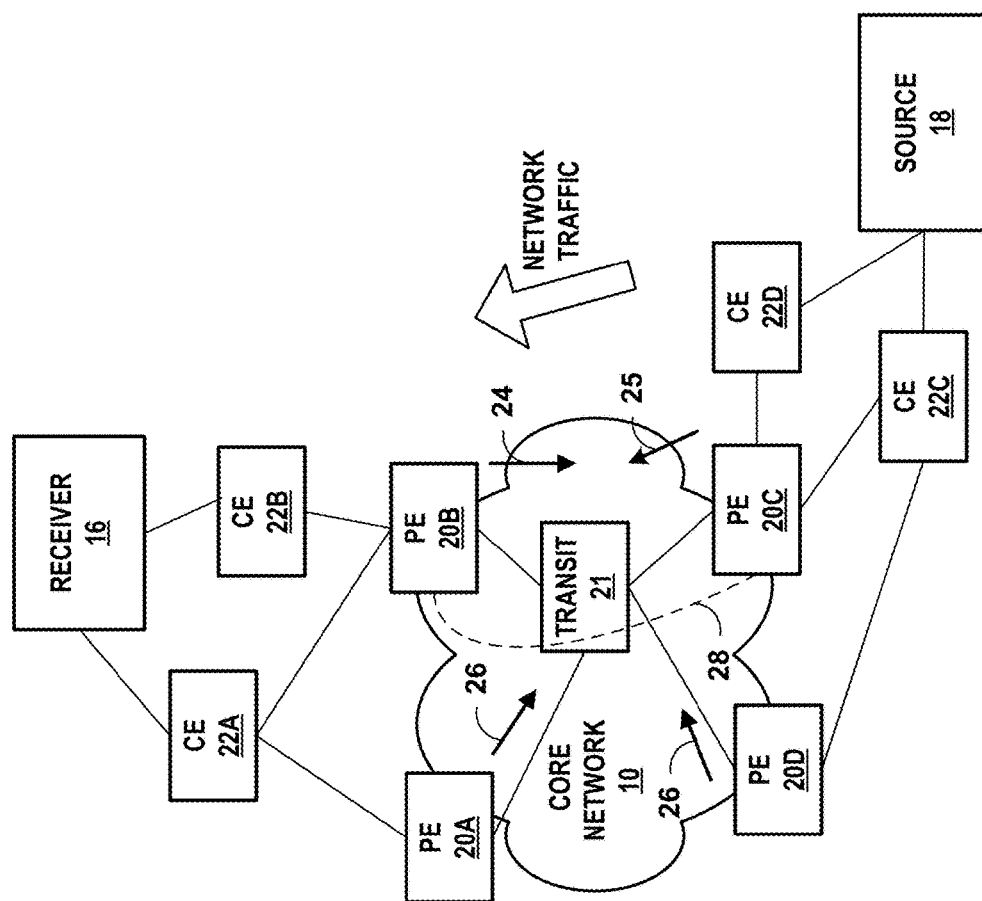 RECEIVER
16
CE
22A
CE
22B
PE
20A
PE
20B
24
26
NETWORK
TRAFFIC
CORE
NETWORK
10
TRANSIT
21
25
26
28
PE
20D
PE
20C
CE
22D
CE
22C
SOURCE
18